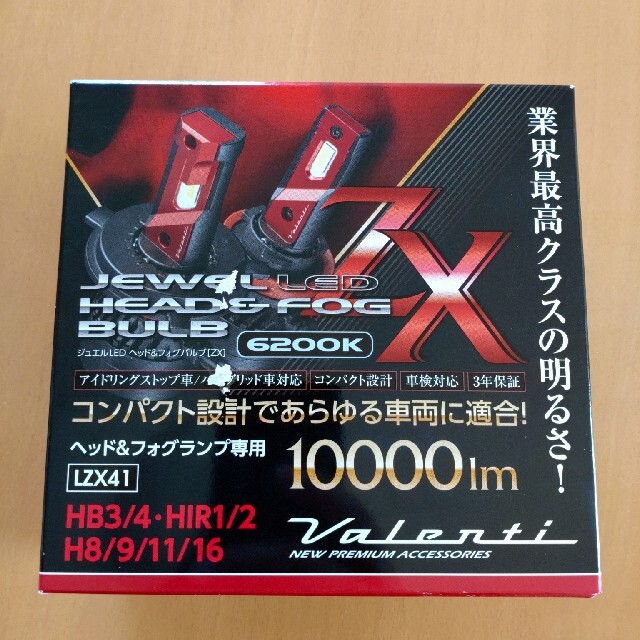 業界最高クラスの明るさ!
ZX
Valenti
JEWEL LED
HEAD & FOG
BULB
6200K
ジュエルLED ヘッド&フォグバルブ[ZX]
アイドリングストップ車/ハイブリッド車対応 コンパクト設計 車検対応 3年保証
コンパクト設計であらゆる車両に適合!
ヘッド&フォグランプ専用
10000lm
LZX41
HB3/4・HIR1/2
H8/9/11/16
Valenti
NEW PREMIUM ACCESSORIES